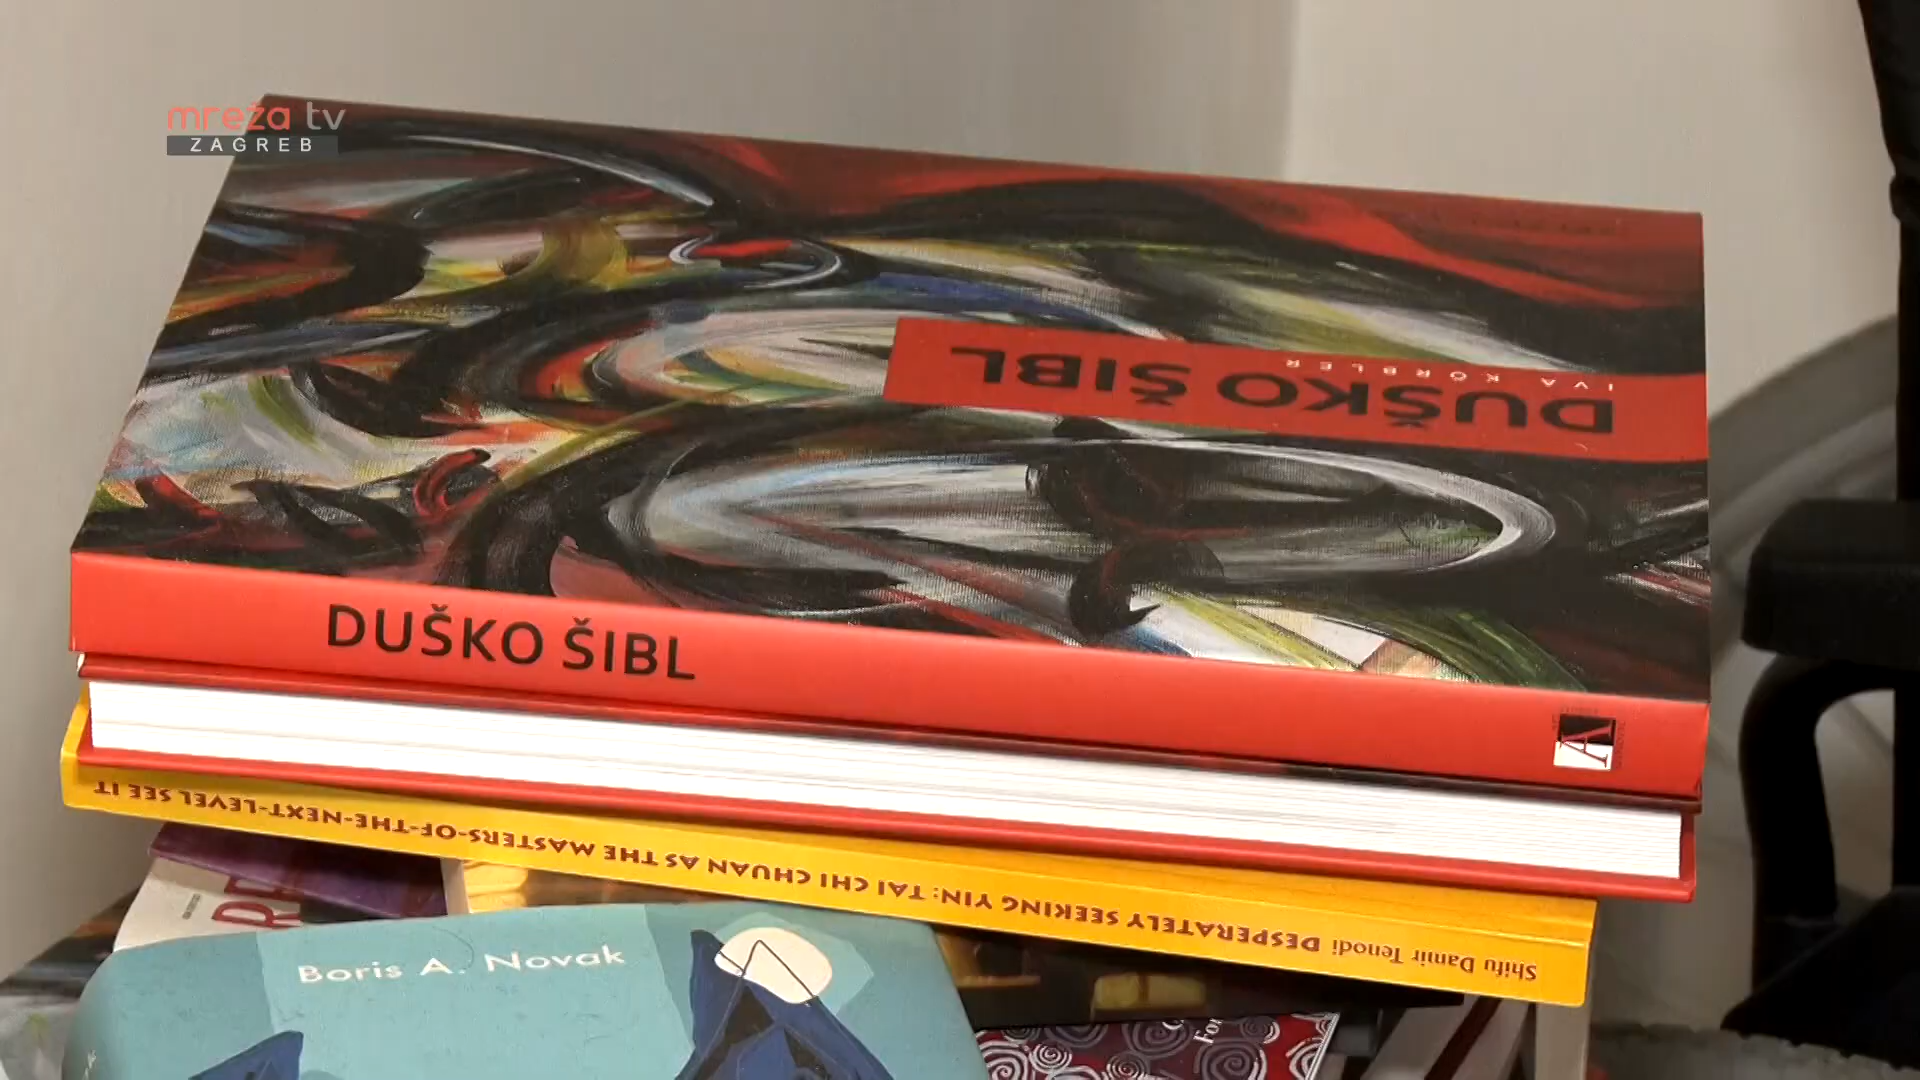 mreža tv
ZAGREB
IVA KÖRBLER
DUŠKO ŠIBL
DUŠKO ŠIBL
A
Shifu Damir Tenodi DESPERATELY SEEKING YIN: TAI CHI CHUAN AS THE MASTERS-OF-THE-NEXT-LEVEL SEE IT
Boris A. Novak